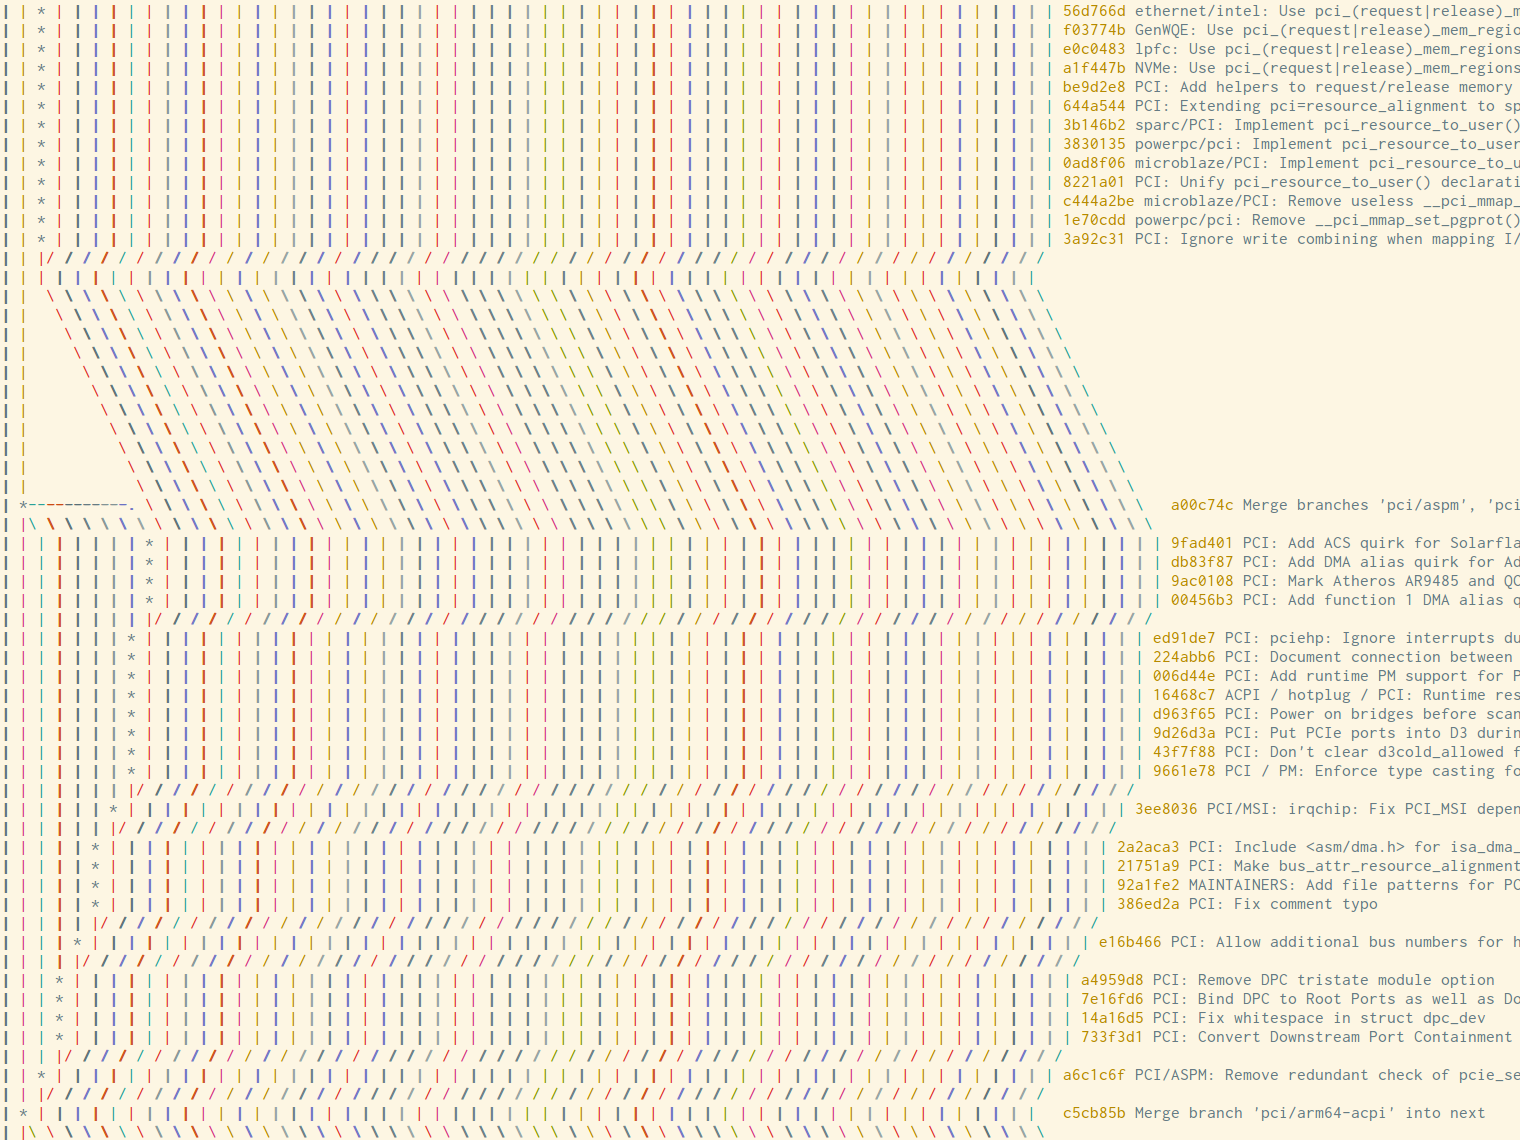 56d766d ethernet/intel: Use pci_(request|release)_m
f03774b GenWQE: Use pci_(request|release)_mem_regio
e0c0483 lpfc: Use pci_(request|release)_mem_regions
a1f447b NVMe: Use pci_(request|release)_mem_regions
be9d2e8 PCI: Add helpers to request/release memory
644a544 PCI: Extending pci=resource_alignment to sp
3b146b2 sparc/PCI: Implement pci_resource_to_user()
3830135 powerpc/pci: Implement pci_resource_to_user
0ad8f06 microblaze/PCI: Implement pci_resource_to_u
8221a01 PCI: Unify pci_resource_to_user() declarati
c444a2be microblaze/PCI: Remove useless __pci_mmap_
1e70cdd powerpc/pci: Remove __pci_mmap_set_pgprot()
3a92c31 PCI: Ignore write combining when mapping I/
a00c74c Merge branches 'pci/aspm', 'pci
9fad401 PCI: Add ACS quirk for Solarfla
db83f87 PCI: Add DMA alias quirk for Ad
9ac0108 PCI: Mark Atheros AR9485 and QC
00456b3 PCI: Add function 1 DMA alias q
ed91de7 PCI: pciehp: Ignore interrupts du
224abb6 PCI: Document connection between
006d44e PCI: Add runtime PM support for P
16468c7 ACPI / hotplug / PCI: Runtime res
d963f65 PCI: Power on bridges before scan
9d26d3a PCI: Put PCIe ports into D3 durin
43f7f88 PCI: Don't clear d3cold_allowed f
9661e78 PCI / PM: Enforce type casting fo
3ee8036 PCI/MSI: irqchip: Fix PCI_MSI depen
2a2aca3 PCI: Include <asm/dma.h> for isa_dma_
21751a9 PCI: Make bus_attr_resource_alignment
92a1fe2 MAINTAINERS: Add file patterns for PC
386ed2a PCI: Fix comment typo
e16b466 PCI: Allow additional bus numbers for h
a4959d8 PCI: Remove DPC tristate module option
7e16fd6 PCI: Bind DPC to Root Ports as well as Do
14a16d5 PCI: Fix whitespace in struct dpc_dev
733f3d1 PCI: Convert Downstream Port Containment
a6c1c6f PCI/ASPM: Remove redundant check of pcie_se
c5cb85b Merge branch 'pci/arm64-acpi' into next